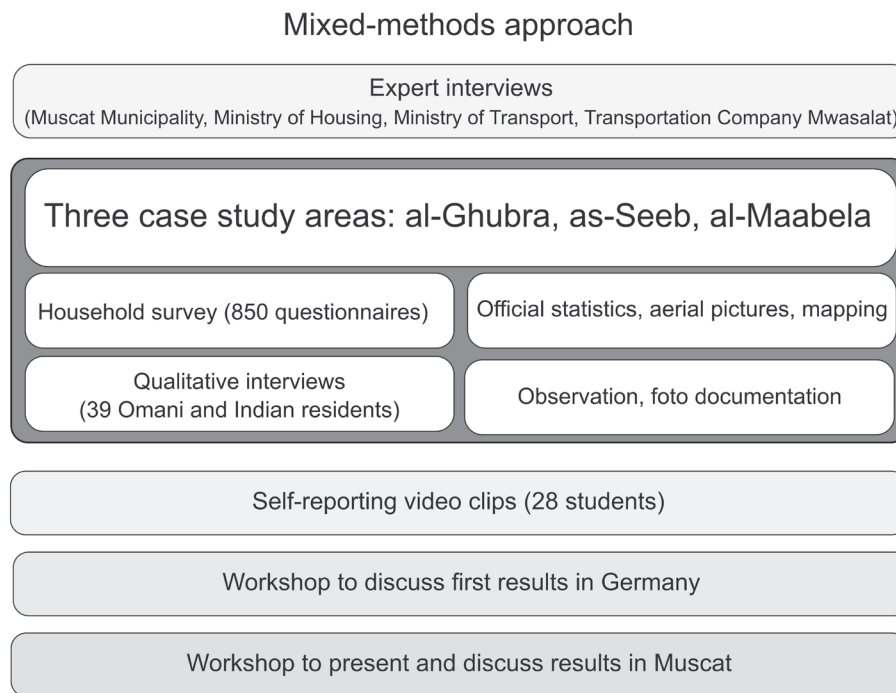 Mixed-methods approach
Expert interviews
(Muscat Municipality, Ministry of Housing, Ministry of Transport, Transportation Company Mwasalat)
Three case study areas: al-Ghubra, as-Seeb, al-Maabela
Household survey (850 questionnaires)
Official statistics, aerial pictures, mapping
Qualitative interviews
(39 Omani and Indian residents)
Observation, foto documentation
Self-reporting video clips (28 students)
Workshop to discuss first results in Germany
Workshop to present and discuss results in Muscat